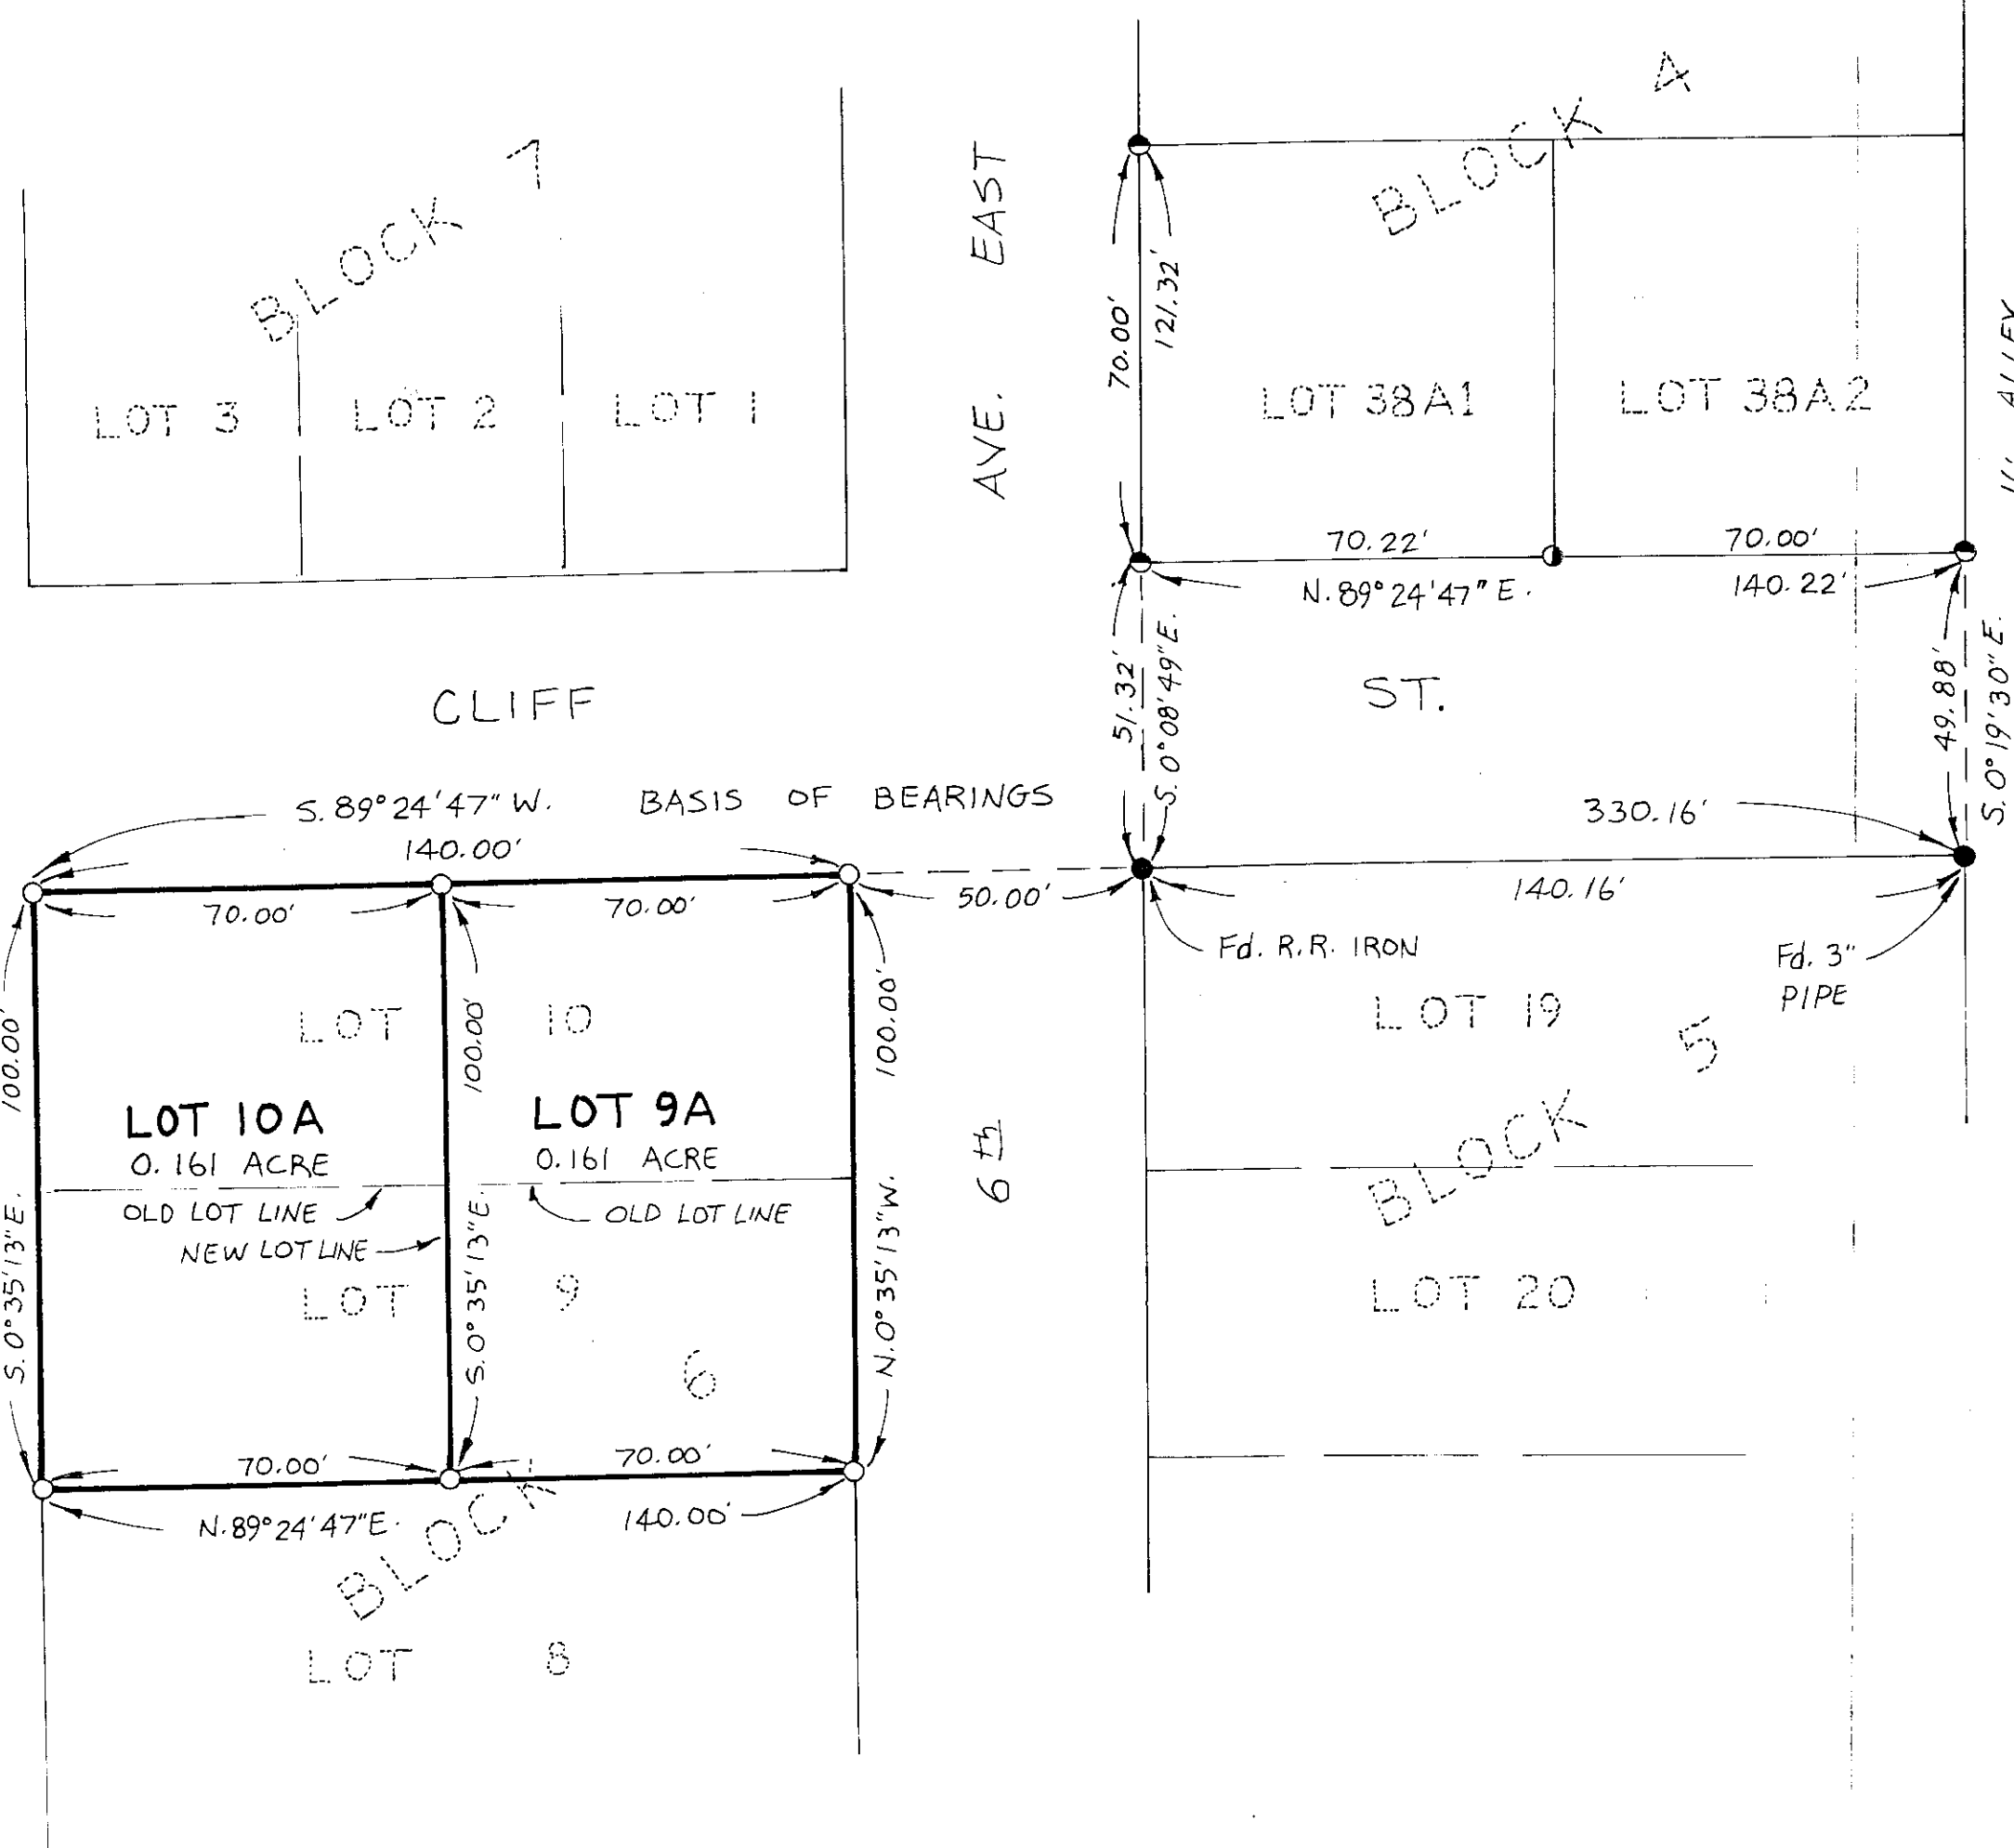 BLOCK 4
BLOCK 7
EAST
AVE.
70.00'
121.32'
LOT 3
LOT 2
LOT 1
LOT 38A1
LOT 38A2
ALLEY
70.22'
70.00'
N. 89° 24' 47" E.
140.22'
51.32'
S. 0° 08' 49" E.
49.88'
S. 0° 19' 30" E.
CLIFF
ST.
S. 89° 24' 47" W. BASIS OF BEARINGS
330.16'
140.00'
70.00'
70.00'
50.00'
140.16'
Fd. R.R. IRON
Fd. 3"
PIPE
100.00'
100.00'
100.00'
LOT 10
LOT 19
BLOCK 5
LOT 10A
0.161 ACRE
LOT 9A
0.161 ACRE
6 th
OLD LOT LINE
OLD LOT LINE
NEW LOT LINE
S. 0° 35' 13" E.
S. 0° 35' 13" E.
N. 0° 35' 13" W.
LOT 9
LOT 20
6
70.00'
70.00'
N. 89° 24' 47" E.
140.00'
BLOCK
LOT 8